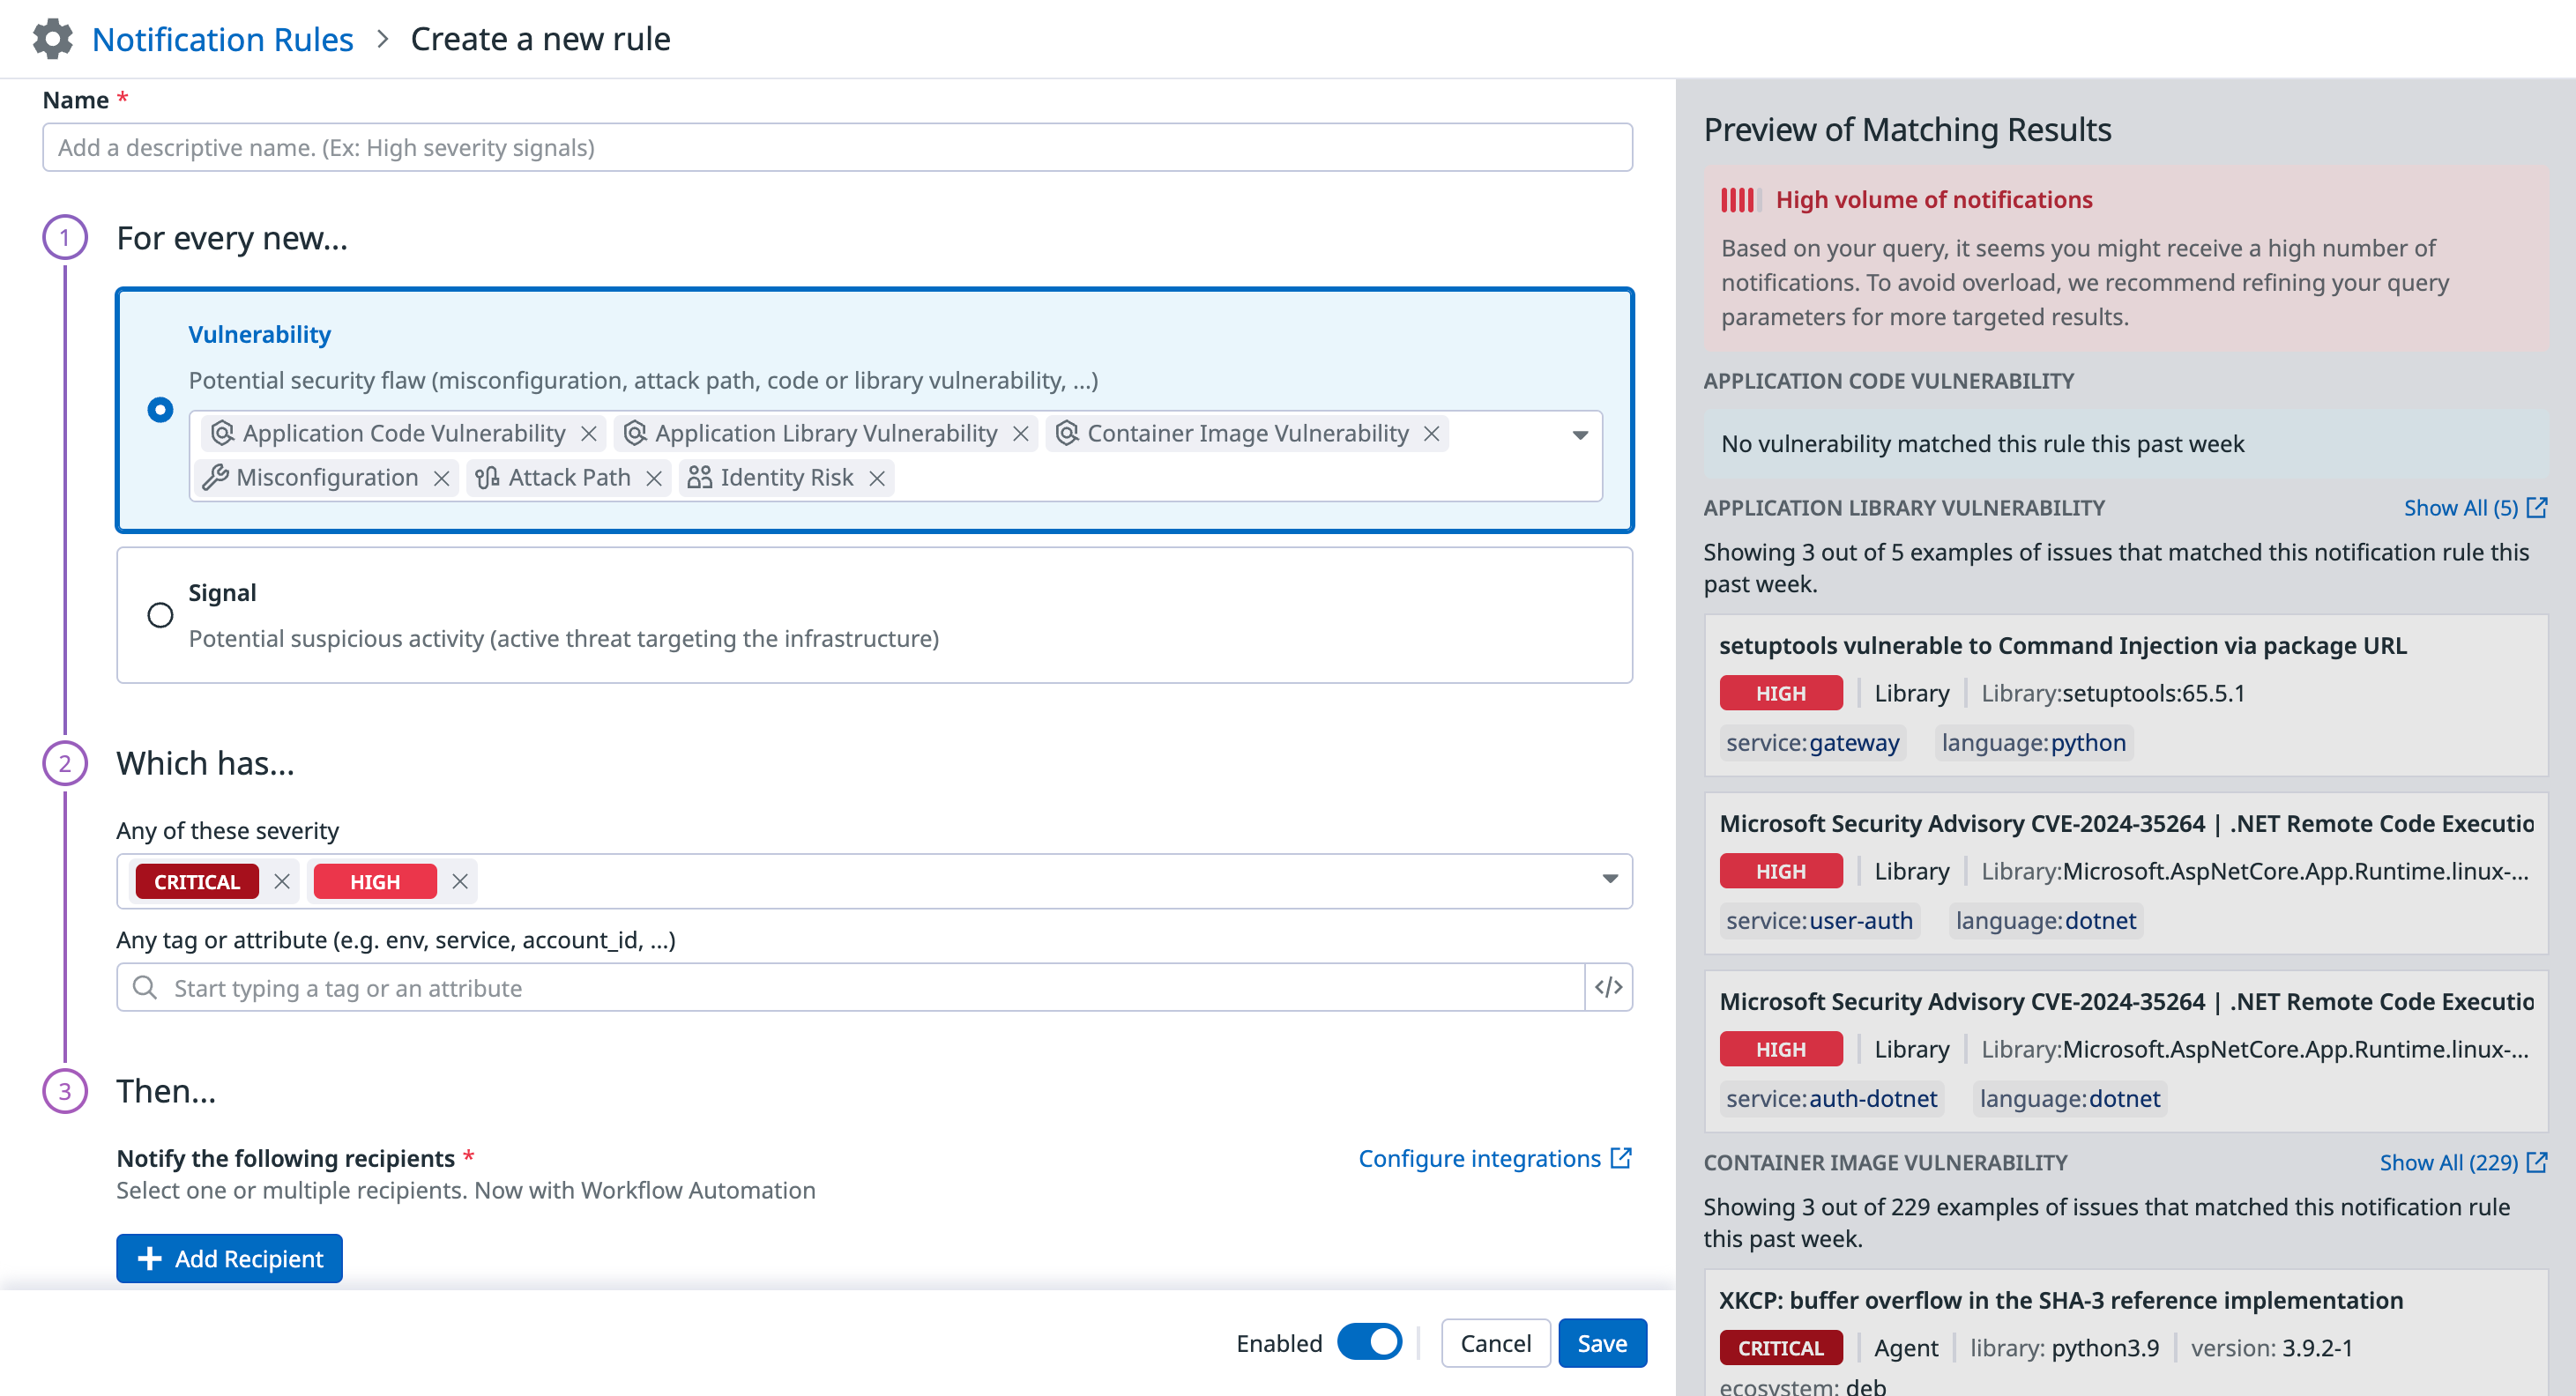 Notification Rules > Create a new rule
Name *
Add a descriptive name. (Ex: High severity signals)
1 For every new...
Vulnerability
Potential security flaw (misconfiguration, attack path, code or library vulnerability, ...)
Application Code Vulnerability × Application Library Vulnerability × Container Image Vulnerability ×
Misconfiguration × Attack Path × Identity Risk ×
Signal
Potential suspicious activity (active threat targeting the infrastructure)
2 Which has...
Any of these severity
CRITICAL × HIGH ×
Any tag or attribute (e.g. env, service, account_id, ...)
Start typing a tag or an attribute </>
3 Then...
Notify the following recipients * Configure integrations
Select one or multiple recipients. Now with Workflow Automation
+ Add Recipient
Enabled Cancel Save
Preview of Matching Results
High volume of notifications
Based on your query, it seems you might receive a high number of
notifications. To avoid overload, we recommend refining your query
parameters for more targeted results.
APPLICATION CODE VULNERABILITY
No vulnerability matched this rule this past week
APPLICATION LIBRARY VULNERABILITY Show All (5)
Showing 3 out of 5 examples of issues that matched this notification rule this
past week.
setuptools vulnerable to Command Injection via package URL
HIGH | Library | Library:setuptools:65.5.1
service:gateway language:python
Microsoft Security Advisory CVE-2024-35264 | .NET Remote Code Executio
HIGH | Library | Library:Microsoft.AspNetCore.App.Runtime.linux-...
service:user-auth language:dotnet
Microsoft Security Advisory CVE-2024-35264 | .NET Remote Code Executio
HIGH | Library | Library:Microsoft.AspNetCore.App.Runtime.linux-...
service:auth-dotnet language:dotnet
CONTAINER IMAGE VULNERABILITY Show All (229)
Showing 3 out of 229 examples of issues that matched this notification rule
this past week.
XKCP: buffer overflow in the SHA-3 reference implementation
CRITICAL | Agent | library: python3.9 | version: 3.9.2-1
ecosystem: deb